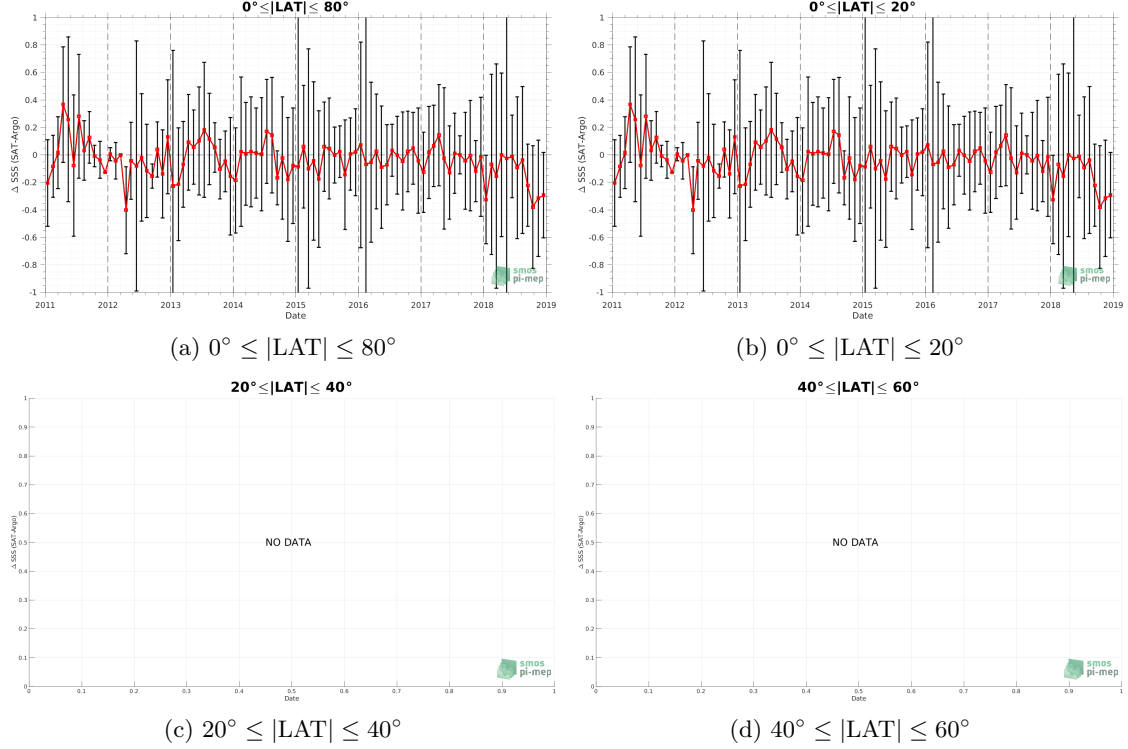 0°≤|LAT|≤ 80°
1
0.8
0.6
0.4
0.2
0
-0.2
-0.4
-0.6
-0.8
-1
Δ SSS (SAT-Argo)
2011 2012 2013 2014 2015 2016 2017 2018 2019
Date
smos
pi-mep
(a) 0° ≤ |LAT| ≤ 80°
0°≤|LAT|≤ 20°
1
0.8
0.6
0.4
0.2
0
-0.2
-0.4
-0.6
-0.8
-1
Δ SSS (SAT-Argo)
2011 2012 2013 2014 2015 2016 2017 2018 2019
Date
smos
pi-mep
(b) 0° ≤ |LAT| ≤ 20°
20°≤|LAT|≤ 40°
1
0.9
0.8
0.7
0.6
0.5
0.4
0.3
0.2
0.1
0
Δ SSS (SAT-Argo)
NO DATA
0 0.1 0.2 0.3 0.4 0.5 0.6 0.7 0.8 0.9 1
Date
smos
pi-mep
(c) 20° ≤ |LAT| ≤ 40°
40°≤|LAT|≤ 60°
1
0.9
0.8
0.7
0.6
0.5
0.4
0.3
0.2
0.1
0
Δ SSS (SAT-Argo)
NO DATA
0 0.1 0.2 0.3 0.4 0.5 0.6 0.7 0.8 0.9 1
Date
smos
pi-mep
(d) 40° ≤ |LAT| ≤ 60°